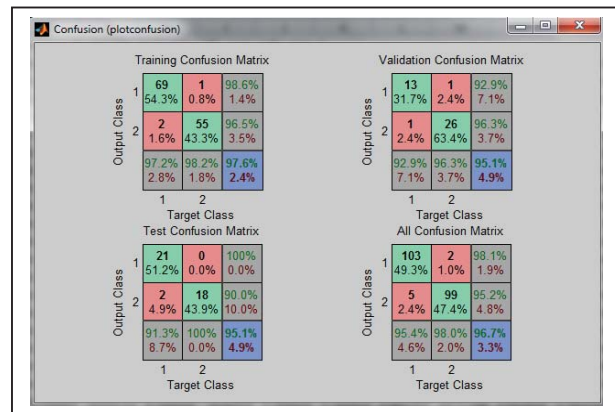 Confusion (plotconfusion)
Training Confusion Matrix
Output Class
1 69 1 98.6%
54.3% 0.8% 1.4%
2 2 55 96.5%
1.6% 43.3% 3.5%
97.2% 98.2% 97.6%
2.8% 1.8% 2.4%
1 2
Target Class
Validation Confusion Matrix
Output Class
1 13 1 92.9%
31.7% 2.4% 7.1%
2 1 26 96.3%
2.4% 63.4% 3.7%
92.9% 96.3% 95.1%
7.1% 3.7% 4.9%
1 2
Target Class
Test Confusion Matrix
Output Class
1 21 0 100%
51.2% 0.0% 0.0%
2 2 18 90.0%
4.9% 43.9% 10.0%
91.3% 100% 95.1%
8.7% 0.0% 4.9%
1 2
Target Class
All Confusion Matrix
Output Class
1 103 2 98.1%
49.3% 1.0% 1.9%
2 5 99 95.2%
2.4% 47.4% 4.8%
95.4% 98.0% 96.7%
4.6% 2.0% 3.3%
1 2
Target Class